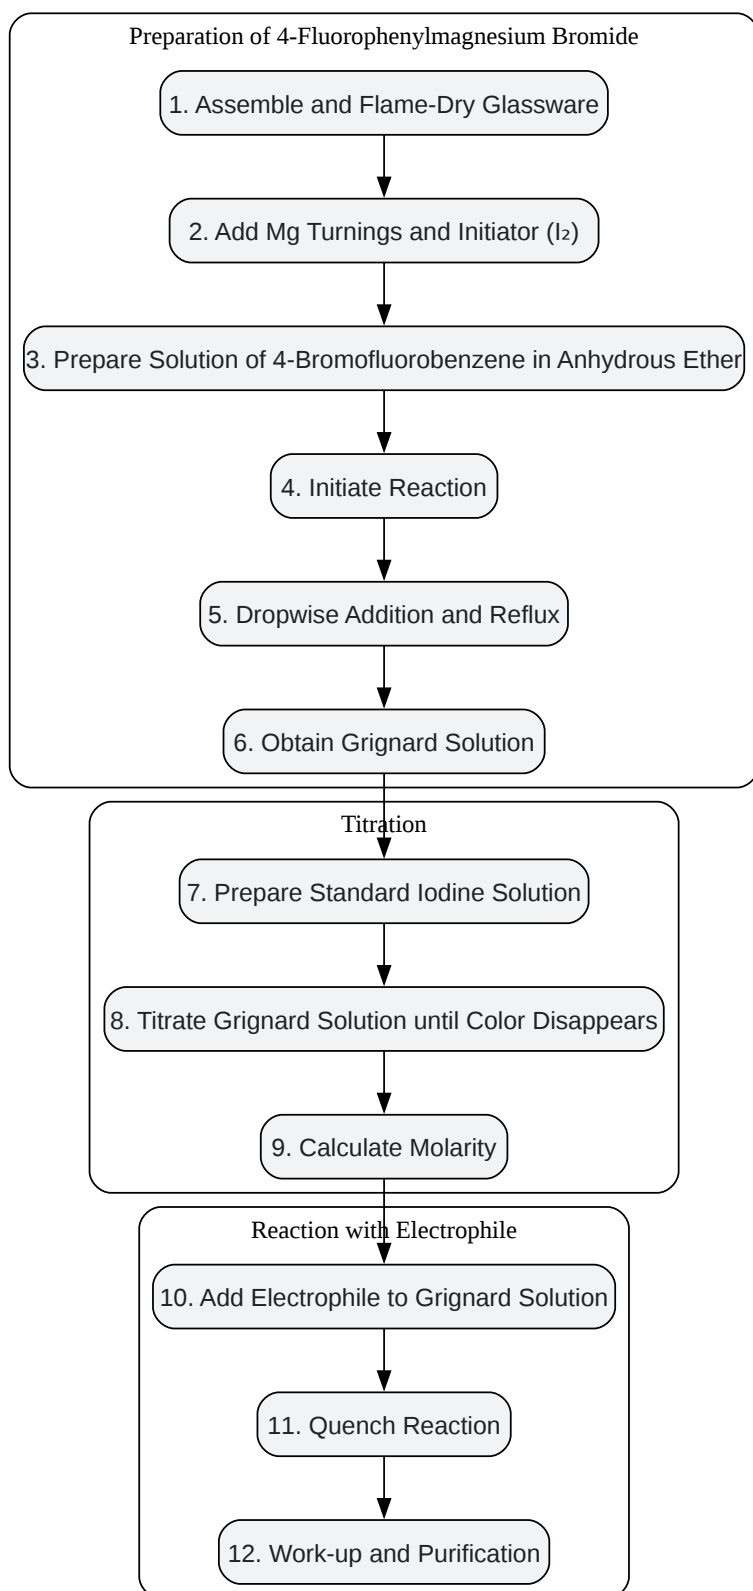 Preparation of 4-Fluorophenylmagnesium Bromide
1. Assemble and Flame-Dry Glassware
2. Add Mg Turnings and Initiator (I₂)
3. Prepare Solution of 4-Bromofluorobenzene in Anhydrous Ether
4. Initiate Reaction
5. Dropwise Addition and Reflux
6. Obtain Grignard Solution
Titration
7. Prepare Standard Iodine Solution
8. Titrate Grignard Solution until Color Disappears
9. Calculate Molarity
Reaction with Electrophile
10. Add Electrophile to Grignard Solution
11. Quench Reaction
12. Work-up and Purification